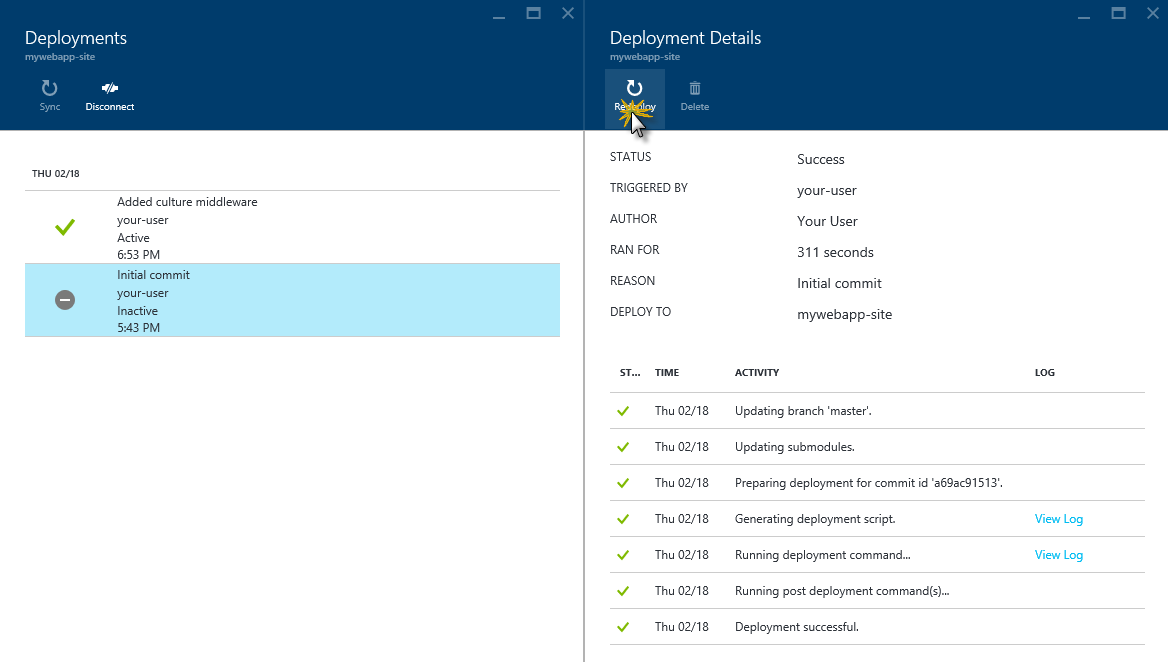 Deployments
mywebapp-site
Sync Disconnect
THU 02/18
Added culture middleware
your-user
Active
6:53 PM
Initial commit
your-user
Inactive
5:43 PM
Deployment Details
mywebapp-site
Redeploy Delete
STATUS Success
TRIGGERED BY your-user
AUTHOR Your User
RAN FOR 311 seconds
REASON Initial commit
DEPLOY TO mywebapp-site
ST... TIME ACTIVITY LOG
Thu 02/18 Updating branch 'master'.
Thu 02/18 Updating submodules.
Thu 02/18 Preparing deployment for commit id 'a69ac91513'.
Thu 02/18 Generating deployment script. View Log
Thu 02/18 Running deployment command... View Log
Thu 02/18 Running post deployment command(s)...
Thu 02/18 Deployment successful.